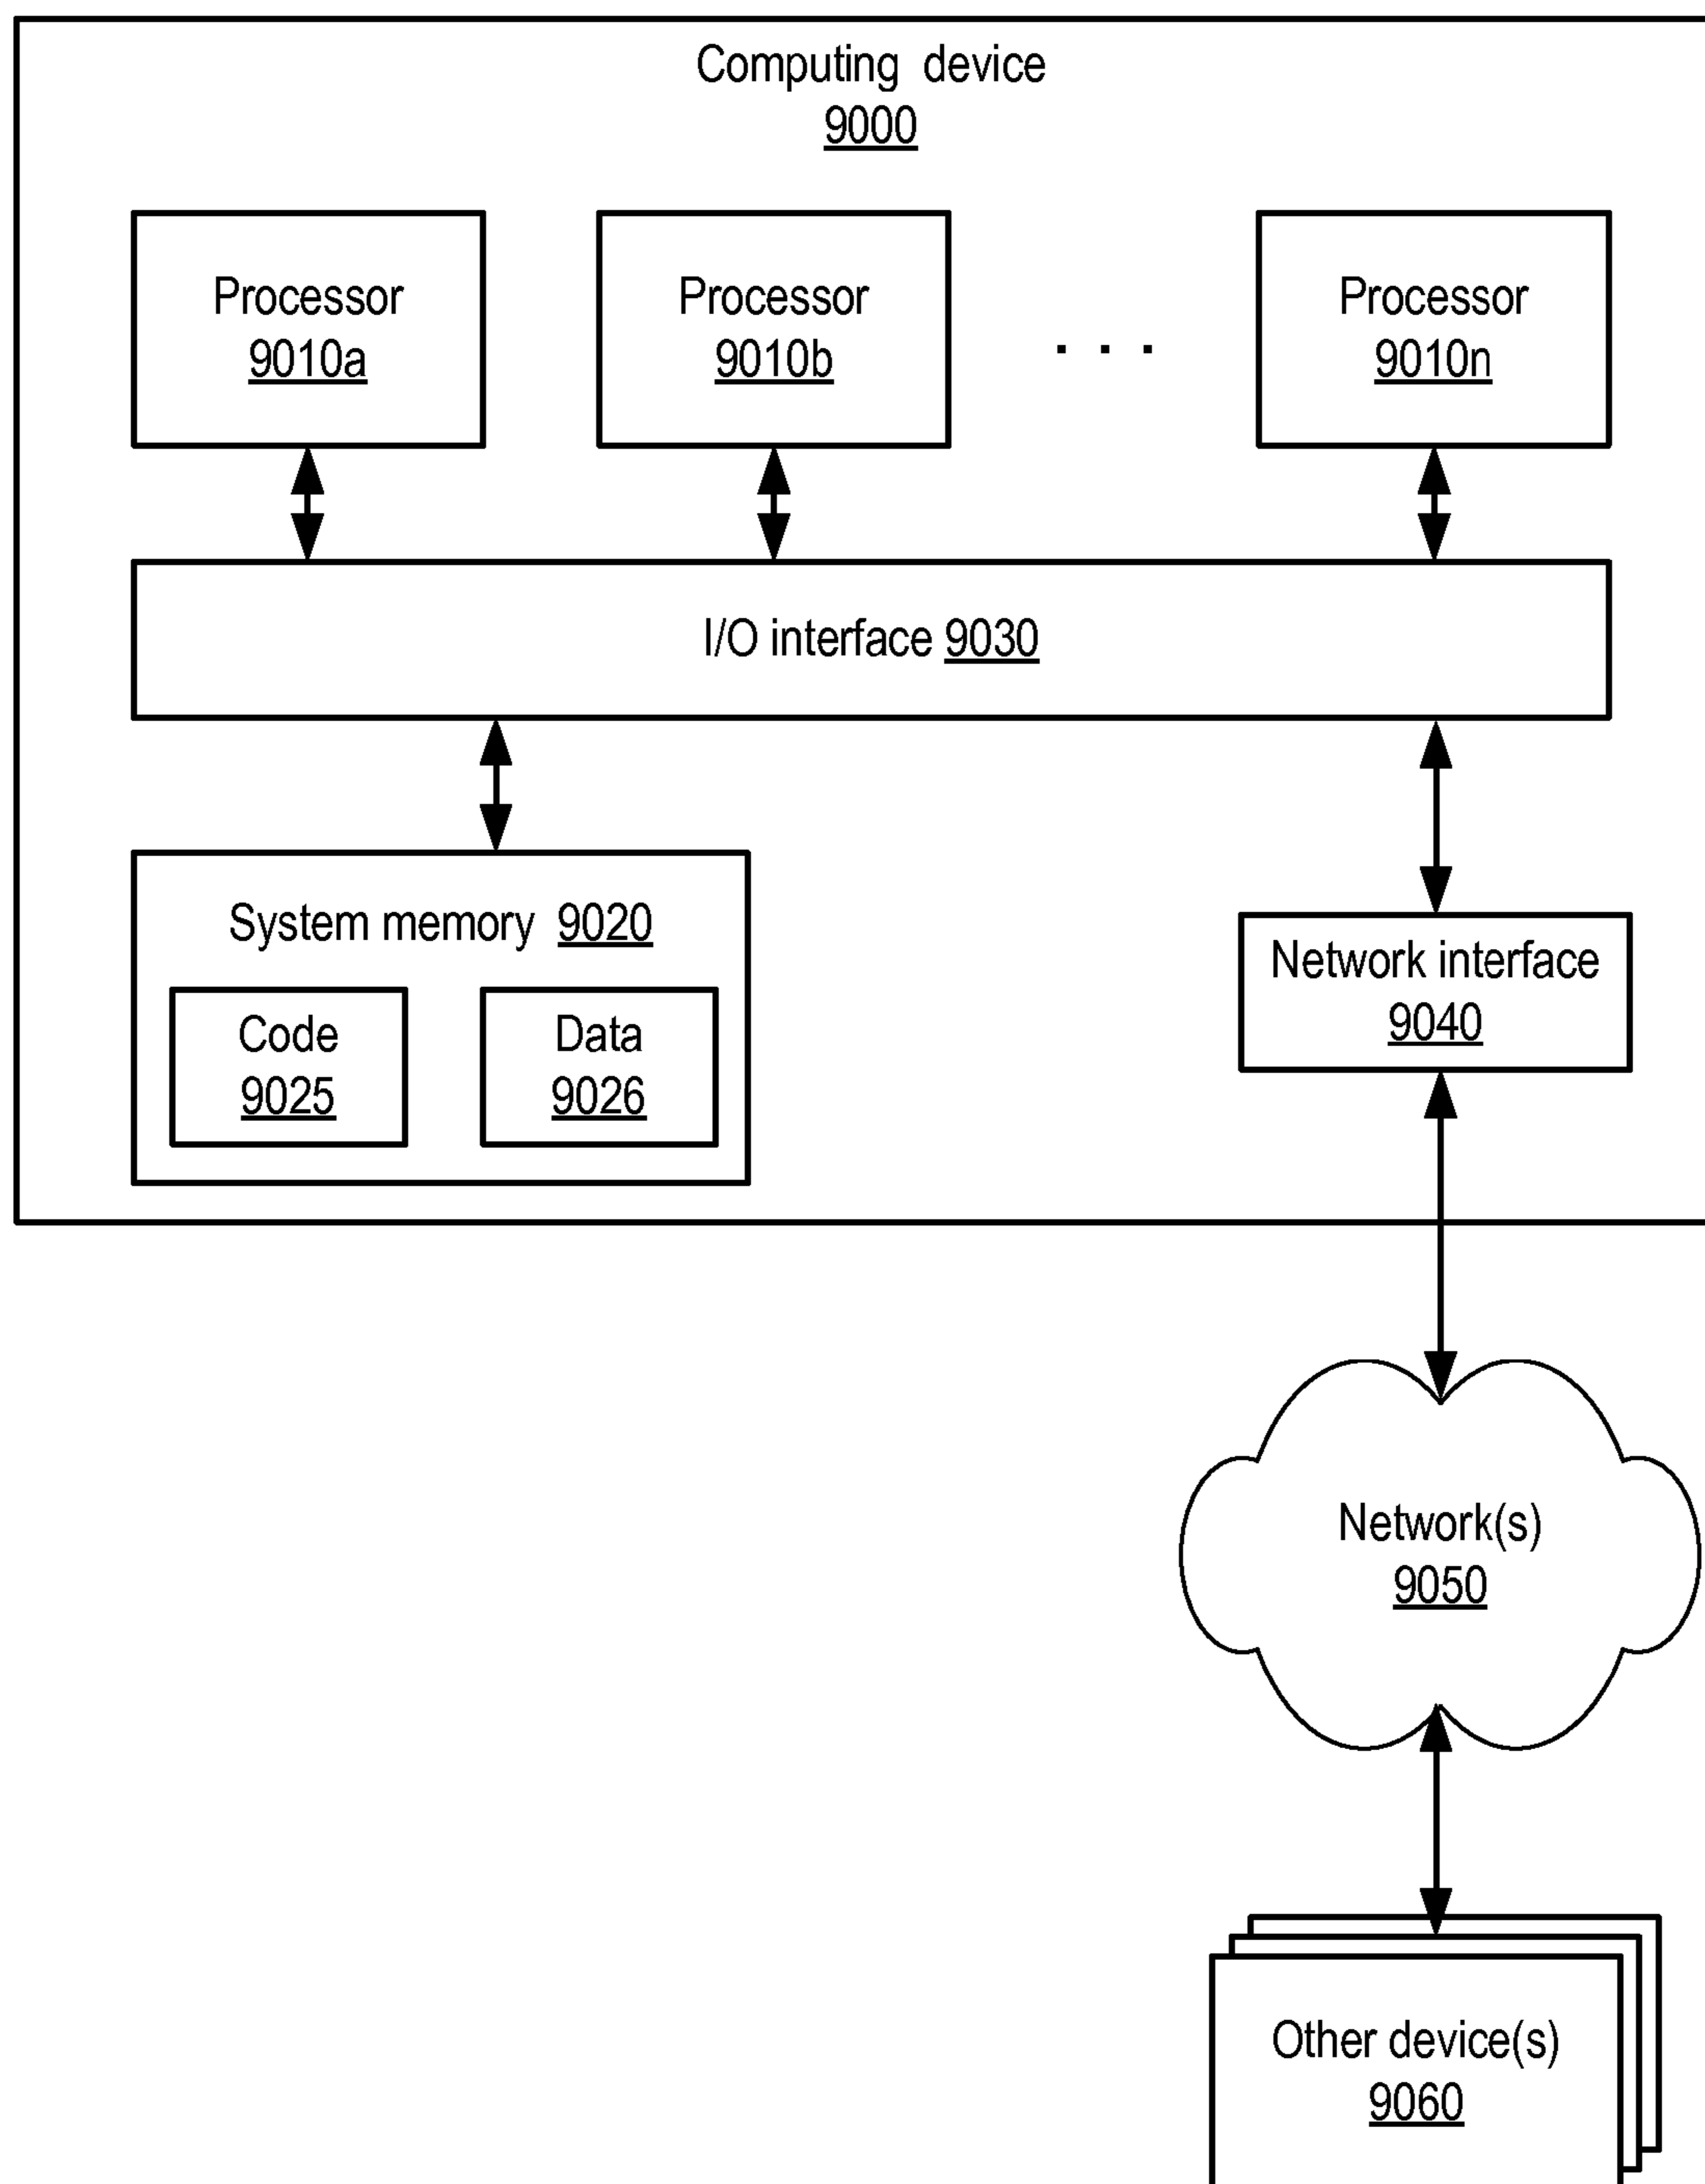 Computing device
9000
Processor
9010a
Processor
9010b
. . .
Processor
9010n
I/O interface 9030
System memory 9020
Code
9025
Data
9026
Network interface
9040
Network(s)
9050
Other device(s)
9060